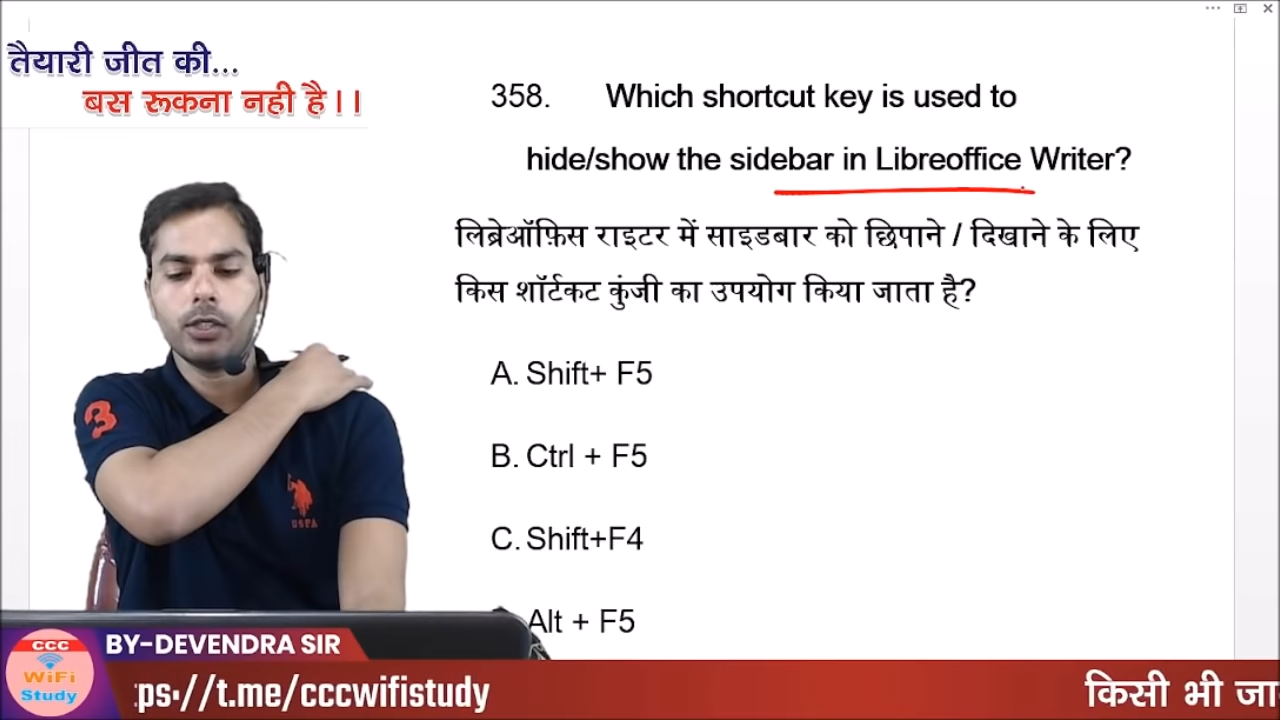 तैयारी जीत की...
बस रूकना नही है।।
358. Which shortcut key is used to
hide/show the sidebar in Libreoffice Writer?
लिब्रेऑफ़िस राइटर में साइडबार को छिपाने / दिखाने के लिए
किस शॉर्टकट कुंजी का उपयोग किया जाता है?
A. Shift+ F5
B. Ctrl + F5
C. Shift+F4
Alt + F5
3
USPA
CCC
WiFi
Study
BY-DEVENDRA SIR
ps://t.me/cccwifistudy
किसी भी जा